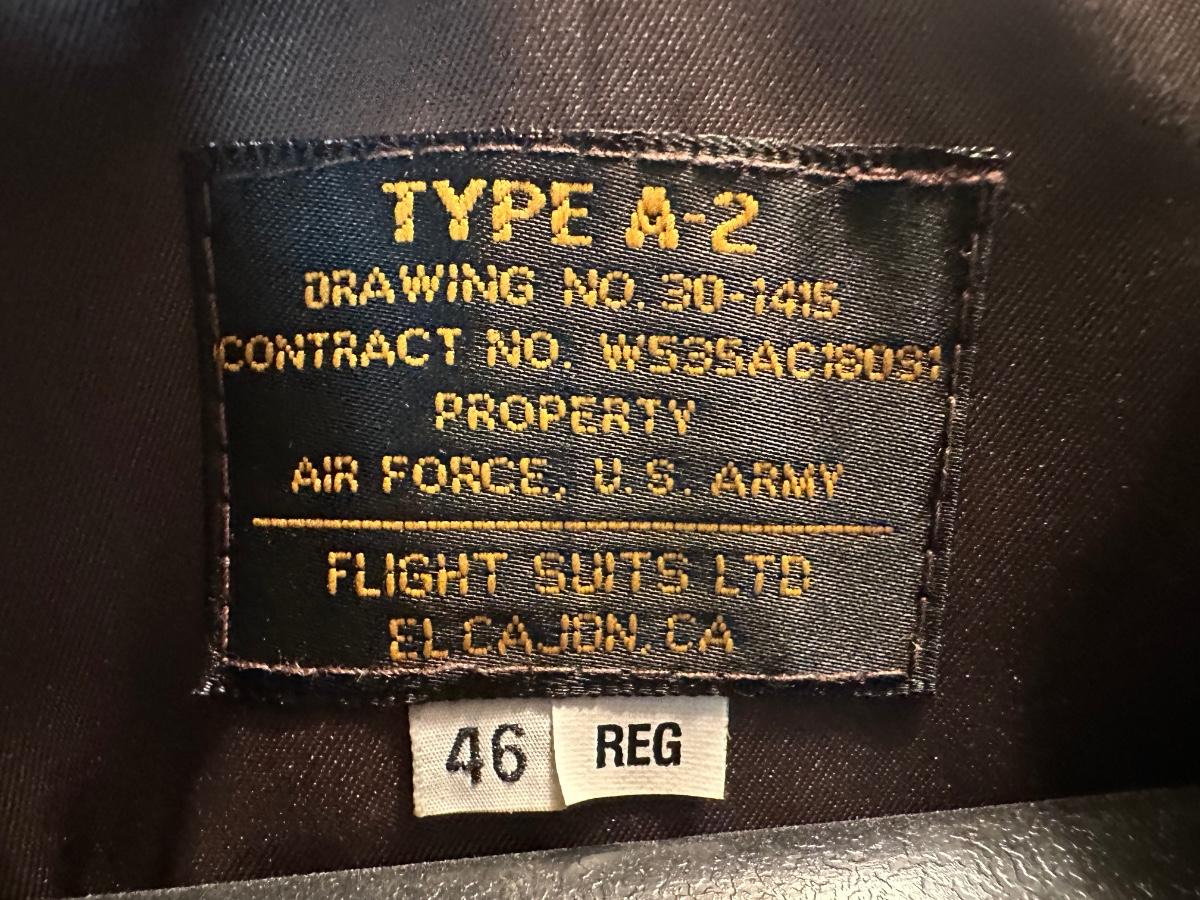 TYPE A-2
DRAWING NO. 30-1415
CONTRACT NO. W535AC18091
PROPERTY
AIR FORCE, U.S. ARMY
FLIGHT SUITS LTD
EL CAJON, CA
46 REG